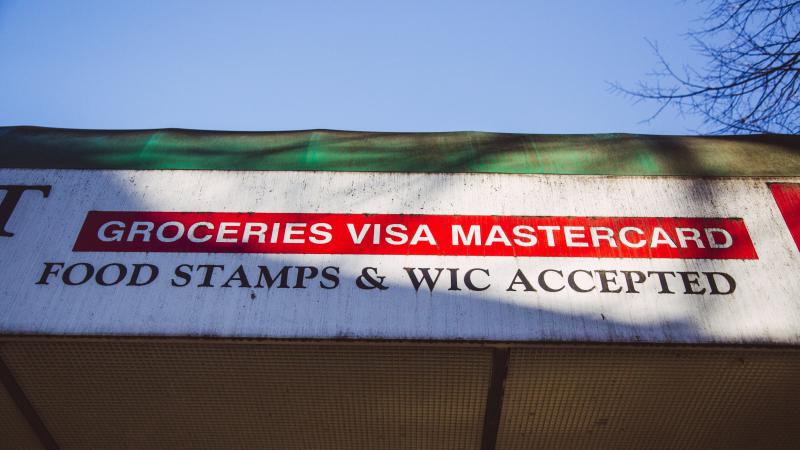 GROCERIES VISA MASTERCARD
FOOD STAMPS & WIC ACCEPTED